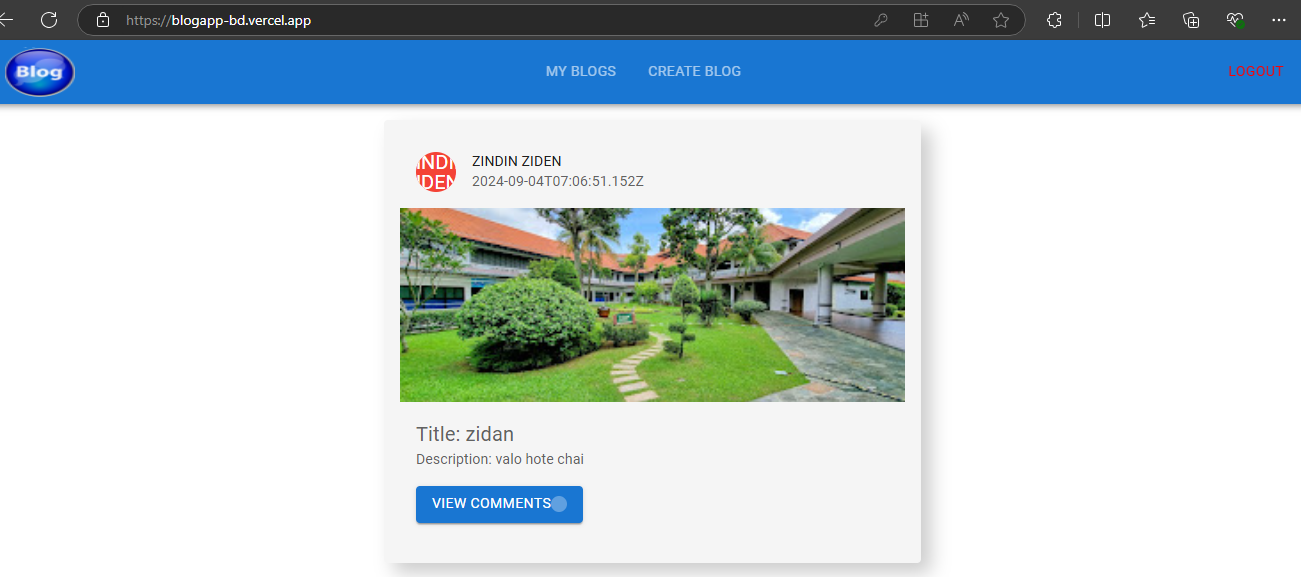 https://blogapp-bd.vercel.app
Blog
MY BLOGS
CREATE BLOG
LOGOUT
ZINDIN ZIDEN
2024-09-04T07:06:51.152Z
INDI
IDEN
Title: zidan
Description: valo hote chai
VIEW COMMENTS